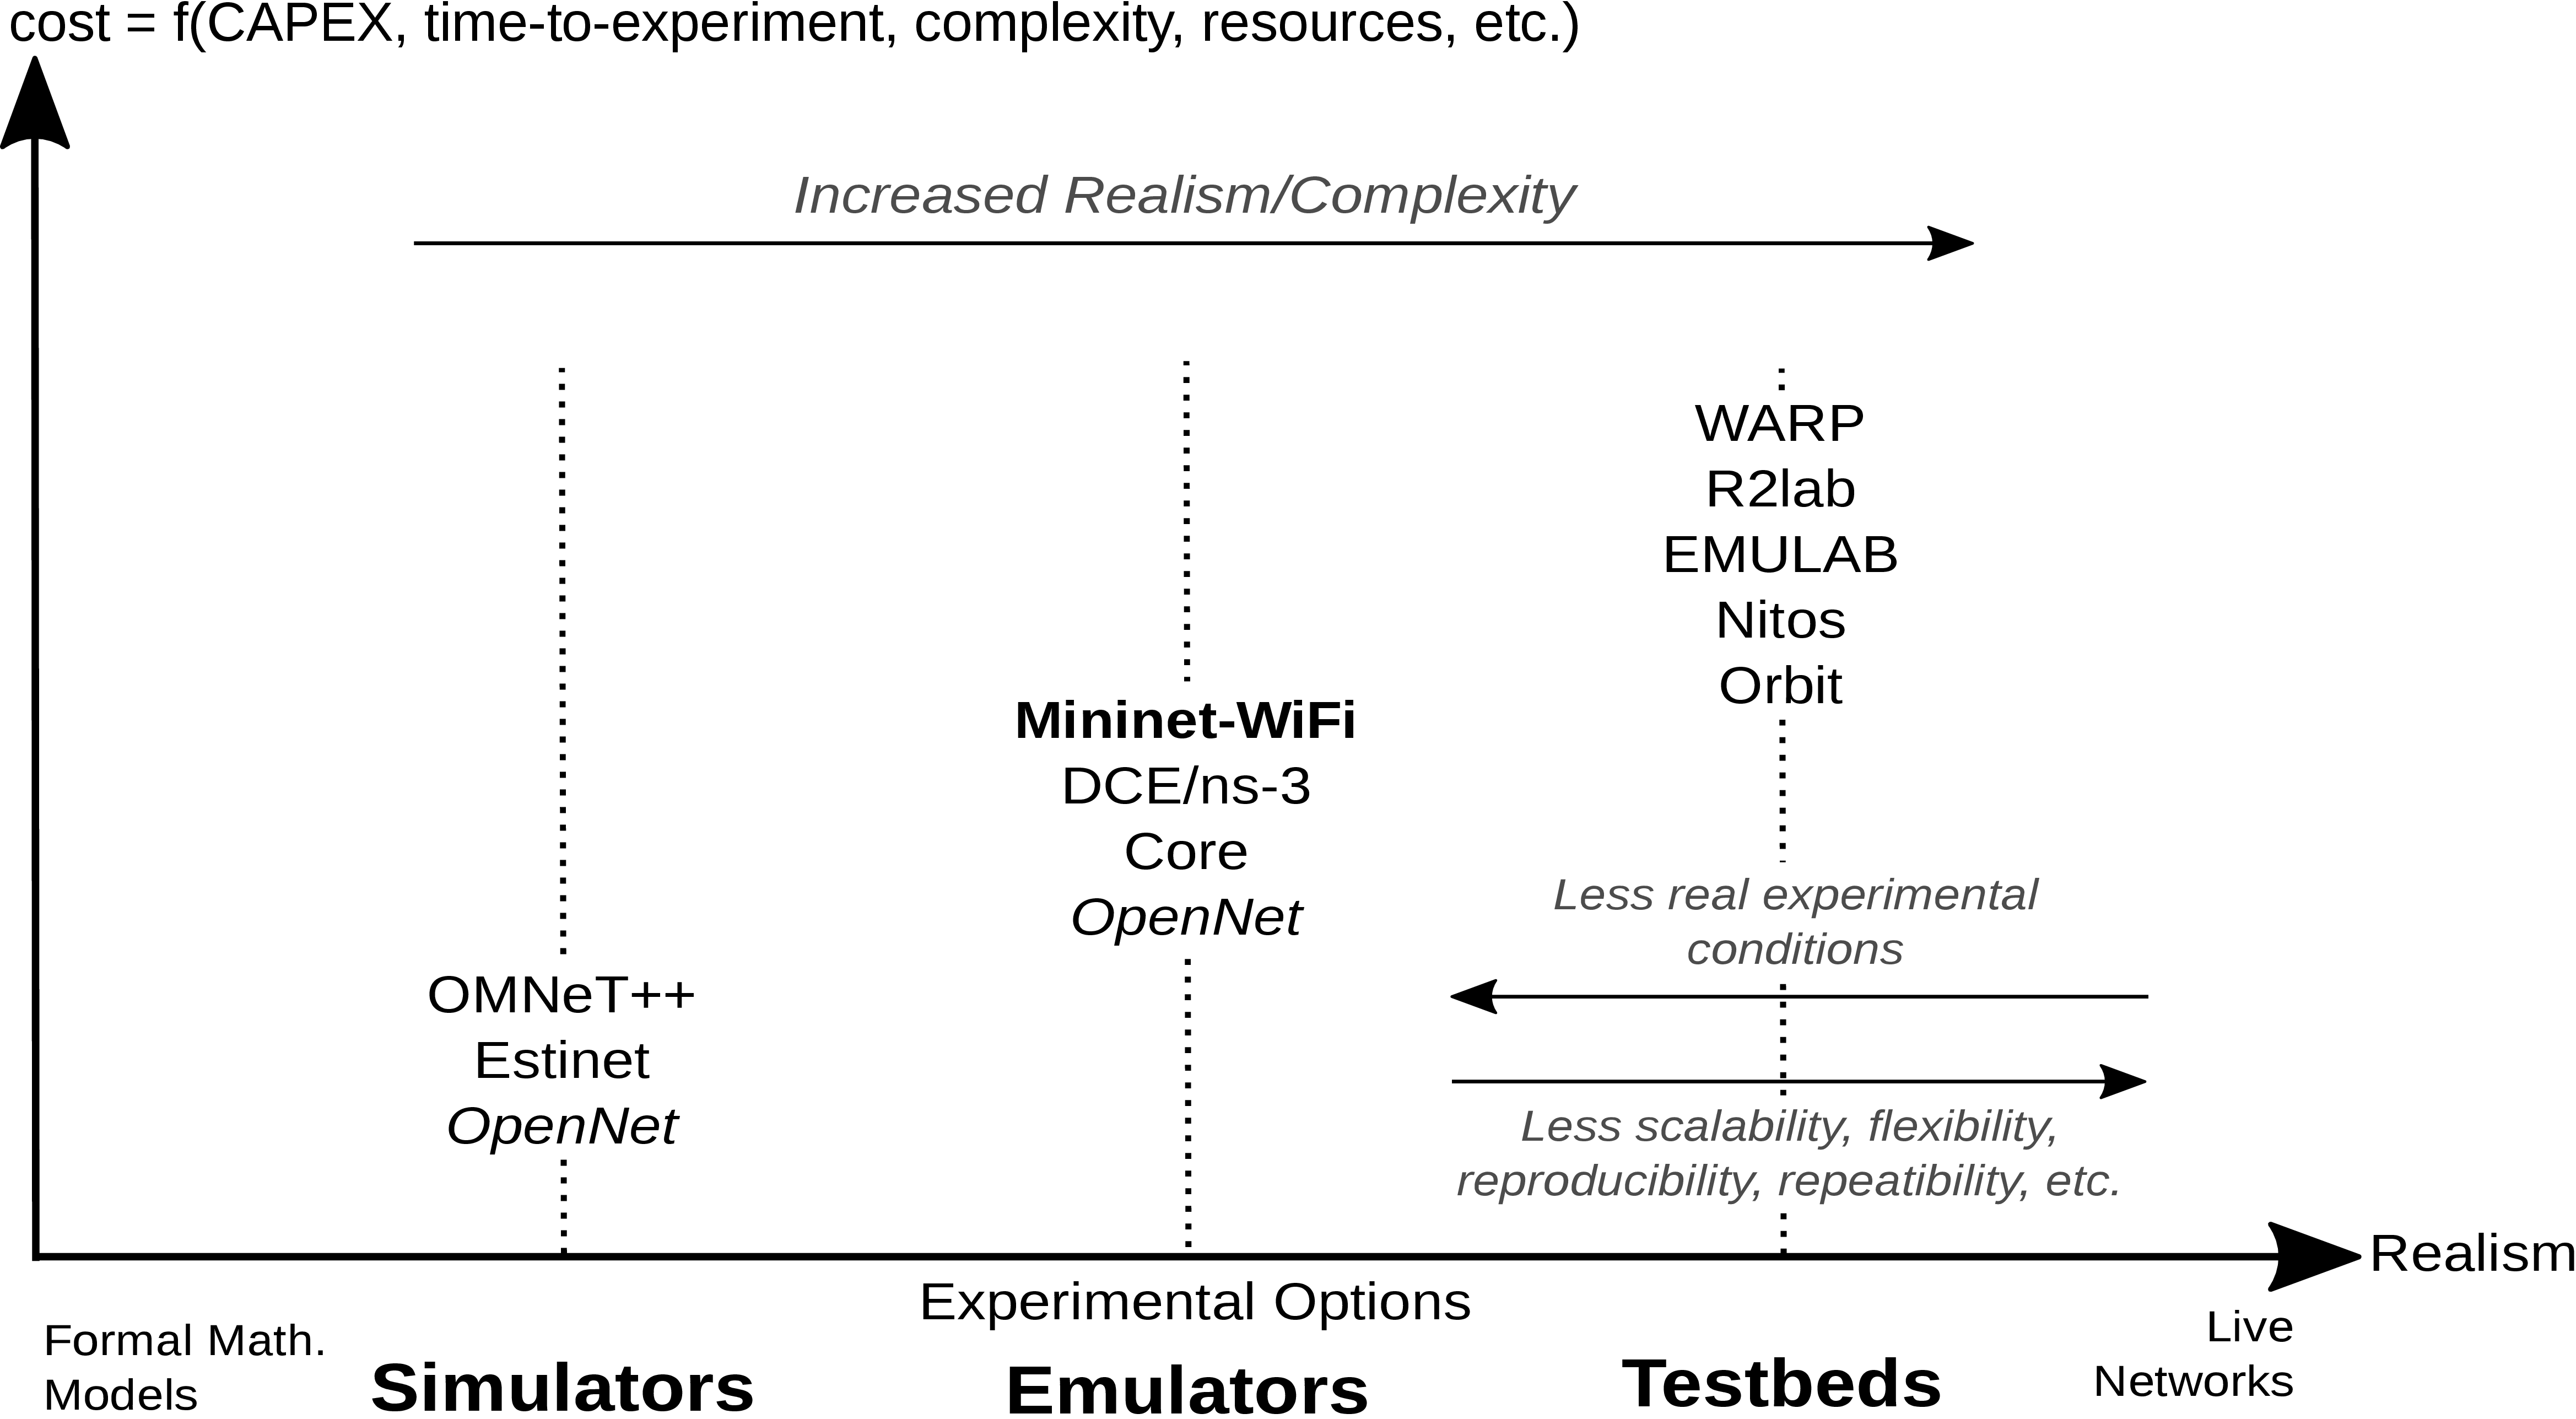 cost = f(CAPEX, time-to-experiment, complexity, resources, etc.)
Increased Realism/Complexity
WARP
R2lab
EMULAB
Nitos
Orbit
Mininet-WiFi
DCE/ns-3
Core
OpenNet
Less real experimental
conditions
OMNeT++
Estinet
OpenNet
Less scalability, flexibility,
reproducibility, repeatibility, etc.
Realism
Experimental Options
Formal Math.
Models
Simulators
Emulators
Testbeds
Live
Networks